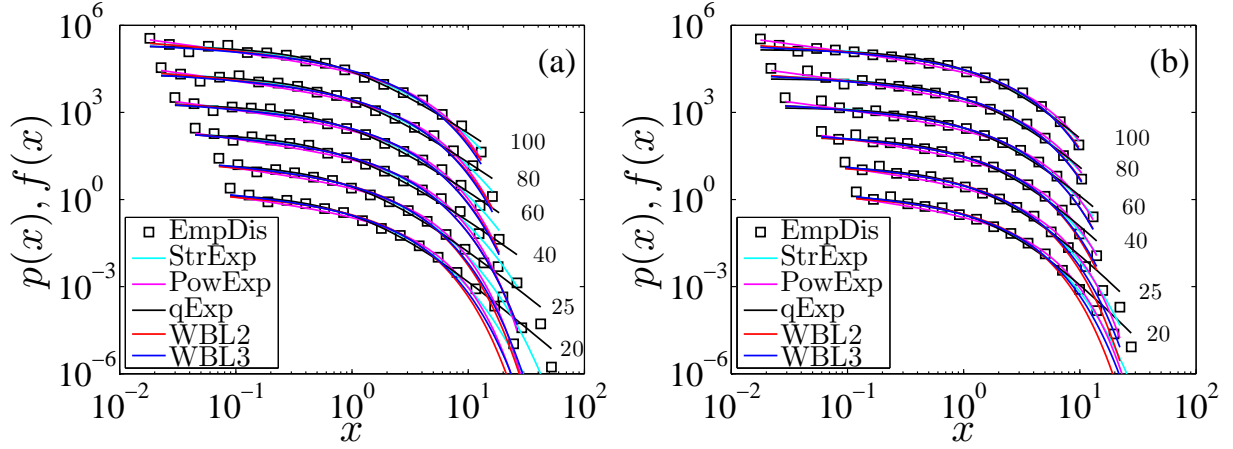 10^6
(a)
10^3
100
80
60
10^0
40
25
20
10^-3
10^-6
p(x), f(x)
EmpDis
StrExp
PowExp
qExp
WBL2
WBL3
10^-2
10^-1
10^0
10^1
10^2
x
10^6
(b)
10^3
100
80
60
10^0
40
25
20
10^-3
10^-6
p(x), f(x)
EmpDis
StrExp
PowExp
qExp
WBL2
WBL3
10^-2
10^-1
10^0
10^1
10^2
x